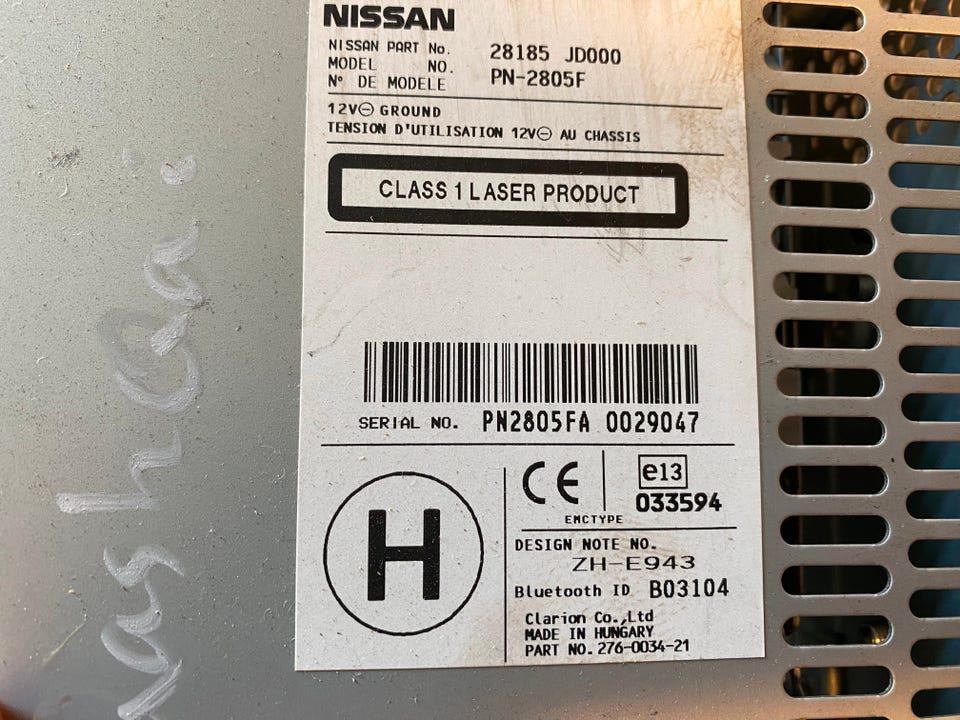 NISSAN
NISSAN PART No. 28185 JD000
MODEL NO. PN-2805F
N° DE MODELE
12V⊖ GROUND
TENSION D'UTILISATION 12V⊖ AU CHASSIS
CLASS 1 LASER PRODUCT
SERIAL NO. PN2805FA 0029047
H
CE
e13
033594
EMCTYPE
DESIGN NOTE NO.
ZH-E943
Bluetooth ID B03104
Clarion Co.,Ltd
MADE IN HUNGARY
PART NO. 276-0034-21